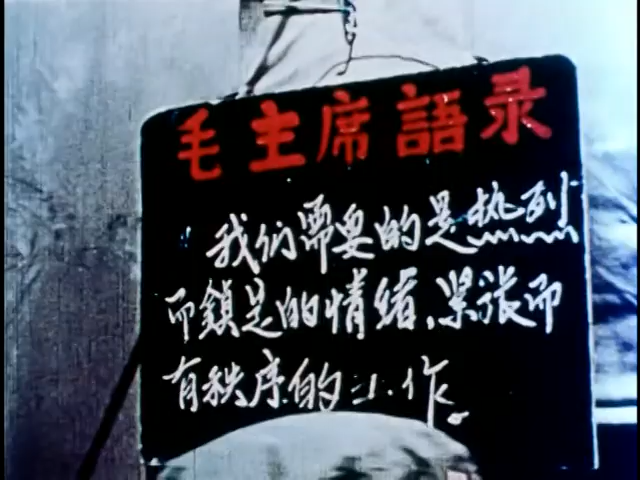 毛主席語录
我们需要的是热烈
而鎮定的情绪，紧张而
有秩序的工作。